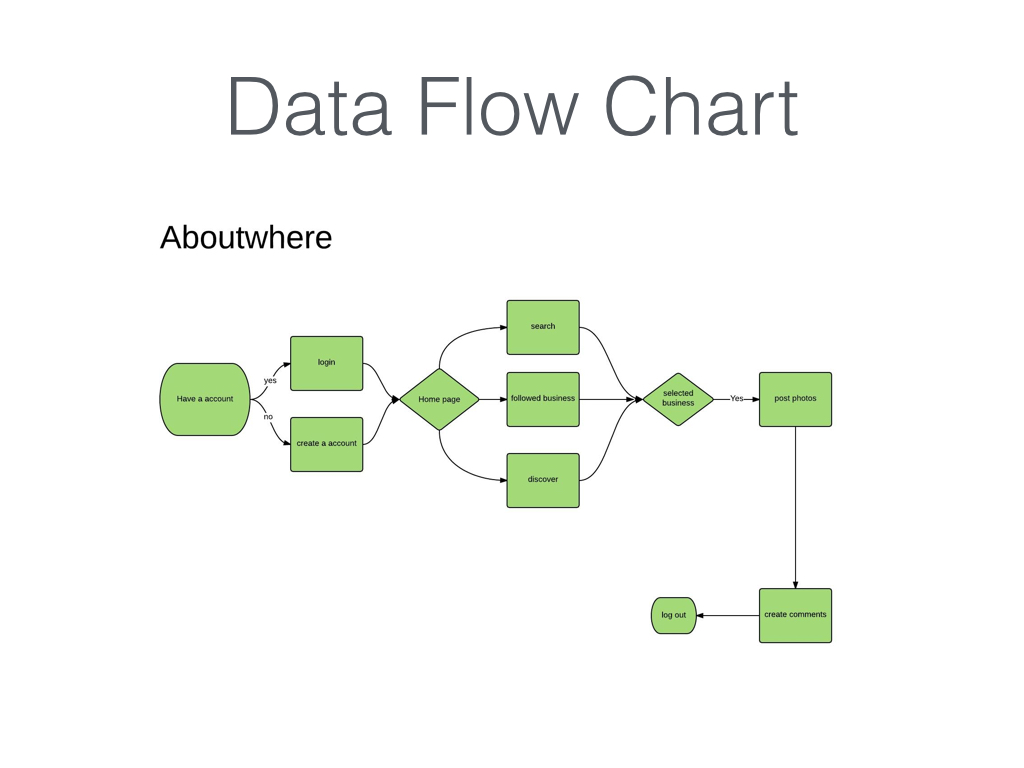 Data Flow Chart
Aboutwhere
Have a account
yes
no
login
create a account
Home page
search
followed business
discover
selected
business
Yes
post photos
create comments
log out